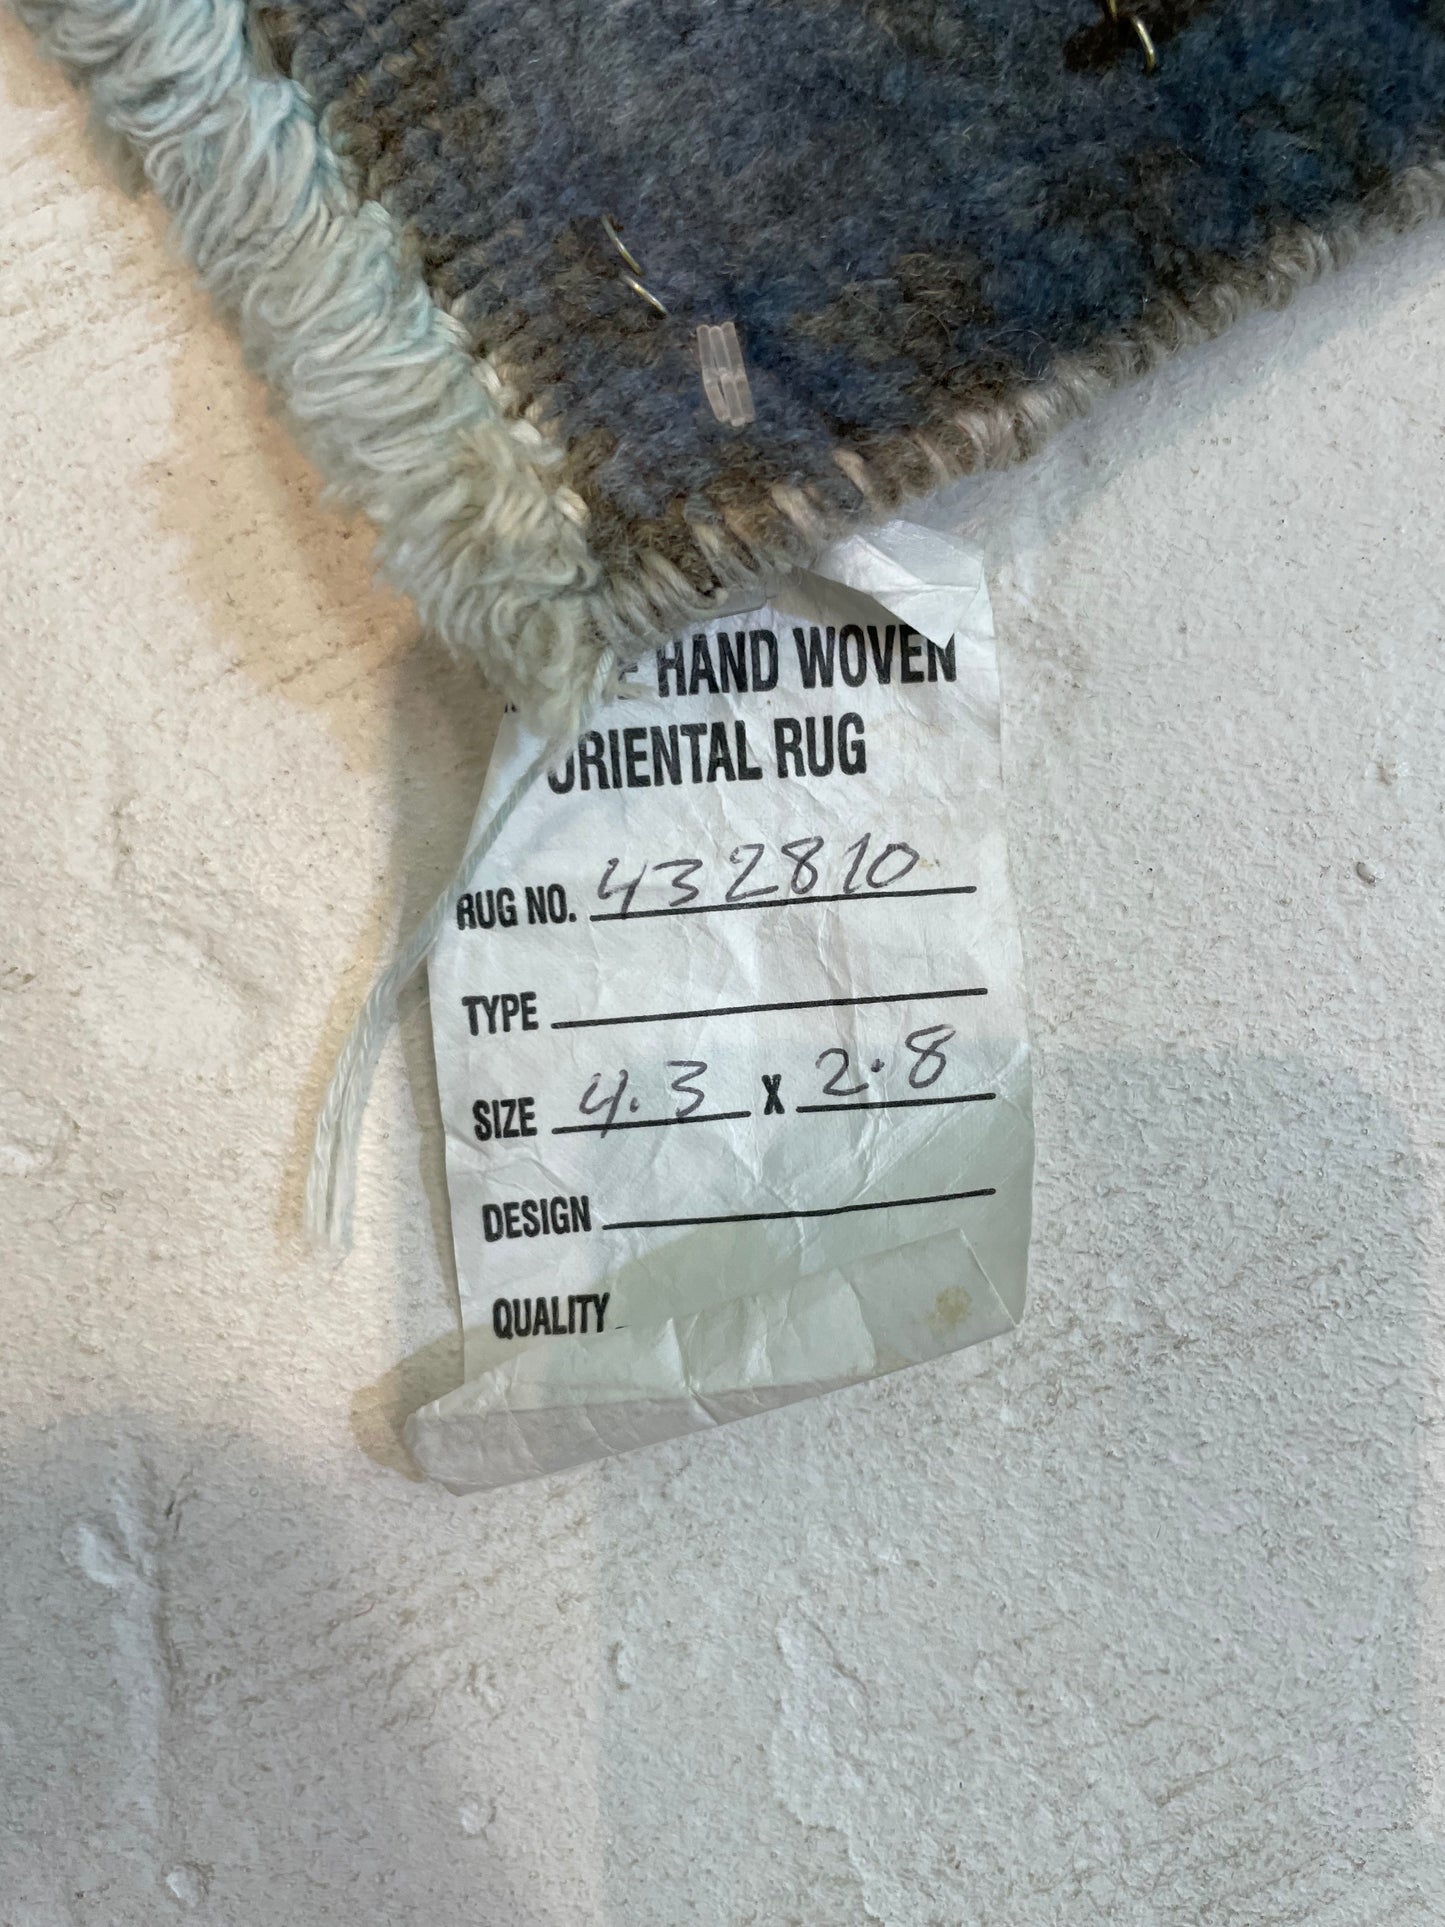 HAND WOVEN
ORIENTAL RUG
RUG NO. 432810
TYPE
SIZE 4.3 X 2.8
DESIGN
QUALITY